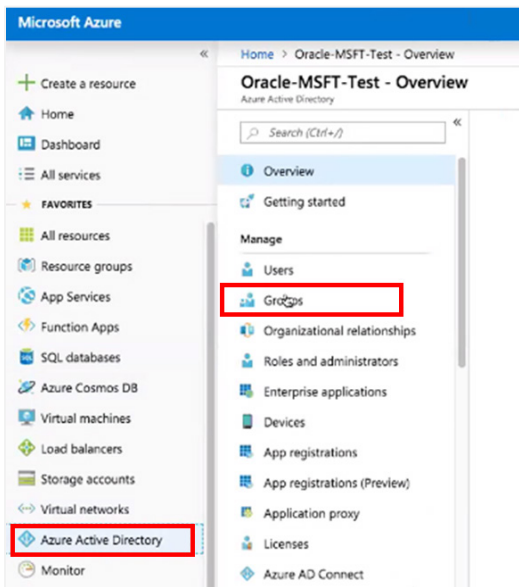 Microsoft Azure
«
Create a resource
Home
Dashboard
All services
FAVORITES
All resources
Resource groups
App Services
Function Apps
SQL databases
Azure Cosmos DB
Virtual machines
Load balancers
Storage accounts
Virtual networks
Azure Active Directory
Monitor
Home > Oracle-MSFT-Test - Overview
Oracle-MSFT-Test - Overview
Azure Active Directory
Search (Ctrl+/)
«
Overview
Getting started
Manage
Users
Groups
Organizational relationships
Roles and administrators
Enterprise applications
Devices
App registrations
App registrations (Preview)
Application proxy
Licenses
Azure AD Connect